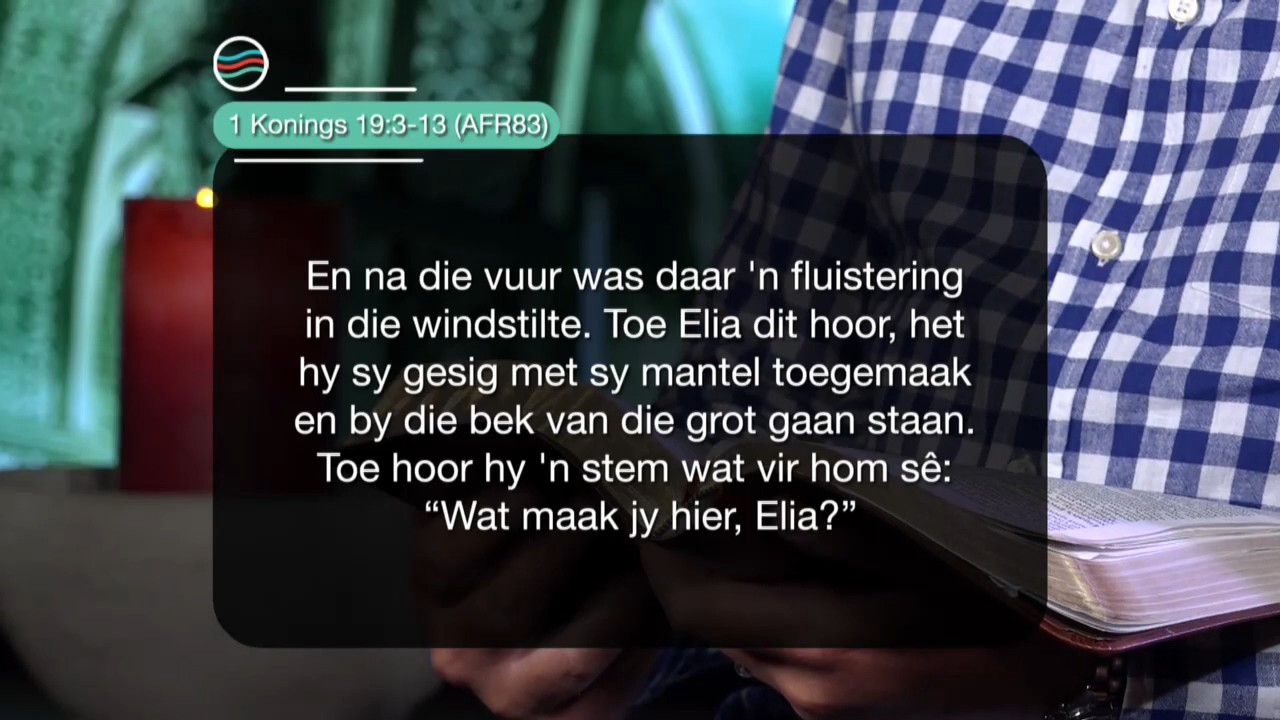 1 Konings 19:3-13 (AFR83)
En na die vuur was daar 'n fluistering
in die windstilte. Toe Elia dit hoor, het
hy sy gesig met sy mantel toegemaak
en by die bek van die grot gaan staan.
Toe hoor hy 'n stem wat vir hom sê:
“Wat maak jy hier, Elia?”